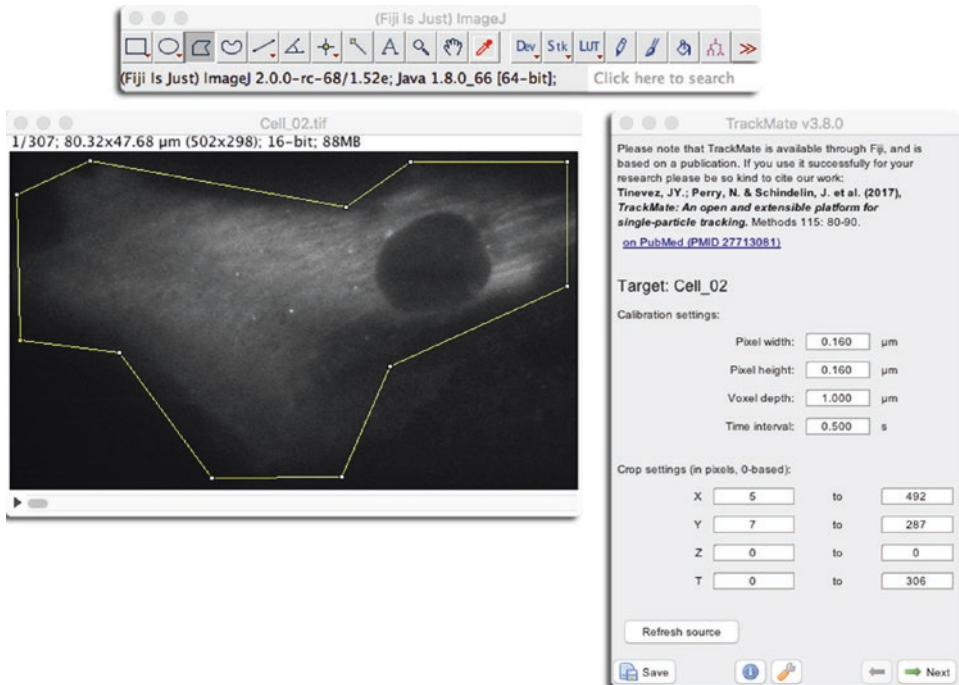 (Fiji Is Just) ImageJ
A Dev Stk LUT
(Fiji Is Just) ImageJ 2.0.0-rc-68/1.52e; Java 1.8.0_66 [64-bit]; Click here to search
Cell_02.tif
1/307; 80.32x47.68 µm (502x298); 16-bit; 88MB
TrackMate v3.8.0
Please note that TrackMate is available through Fiji, and is
based on a publication. If you use it successfully for your
research please be so kind to cite our work:
Tinevez, JY.; Perry, N. & Schindelin, J. et al. (2017),
TrackMate: An open and extensible platform for
single-particle tracking. Methods 115: 80-90.
on PubMed (PMID 27713081)
Target: Cell_02
Calibration settings:
Pixel width: 0.160 µm
Pixel height: 0.160 µm
Voxel depth: 1.000 µm
Time interval: 0.500 s
Crop settings (in pixels, 0-based):
X 5 to 492
Y 7 to 287
Z 0 to 0
T 0 to 306
Refresh source
Save Next